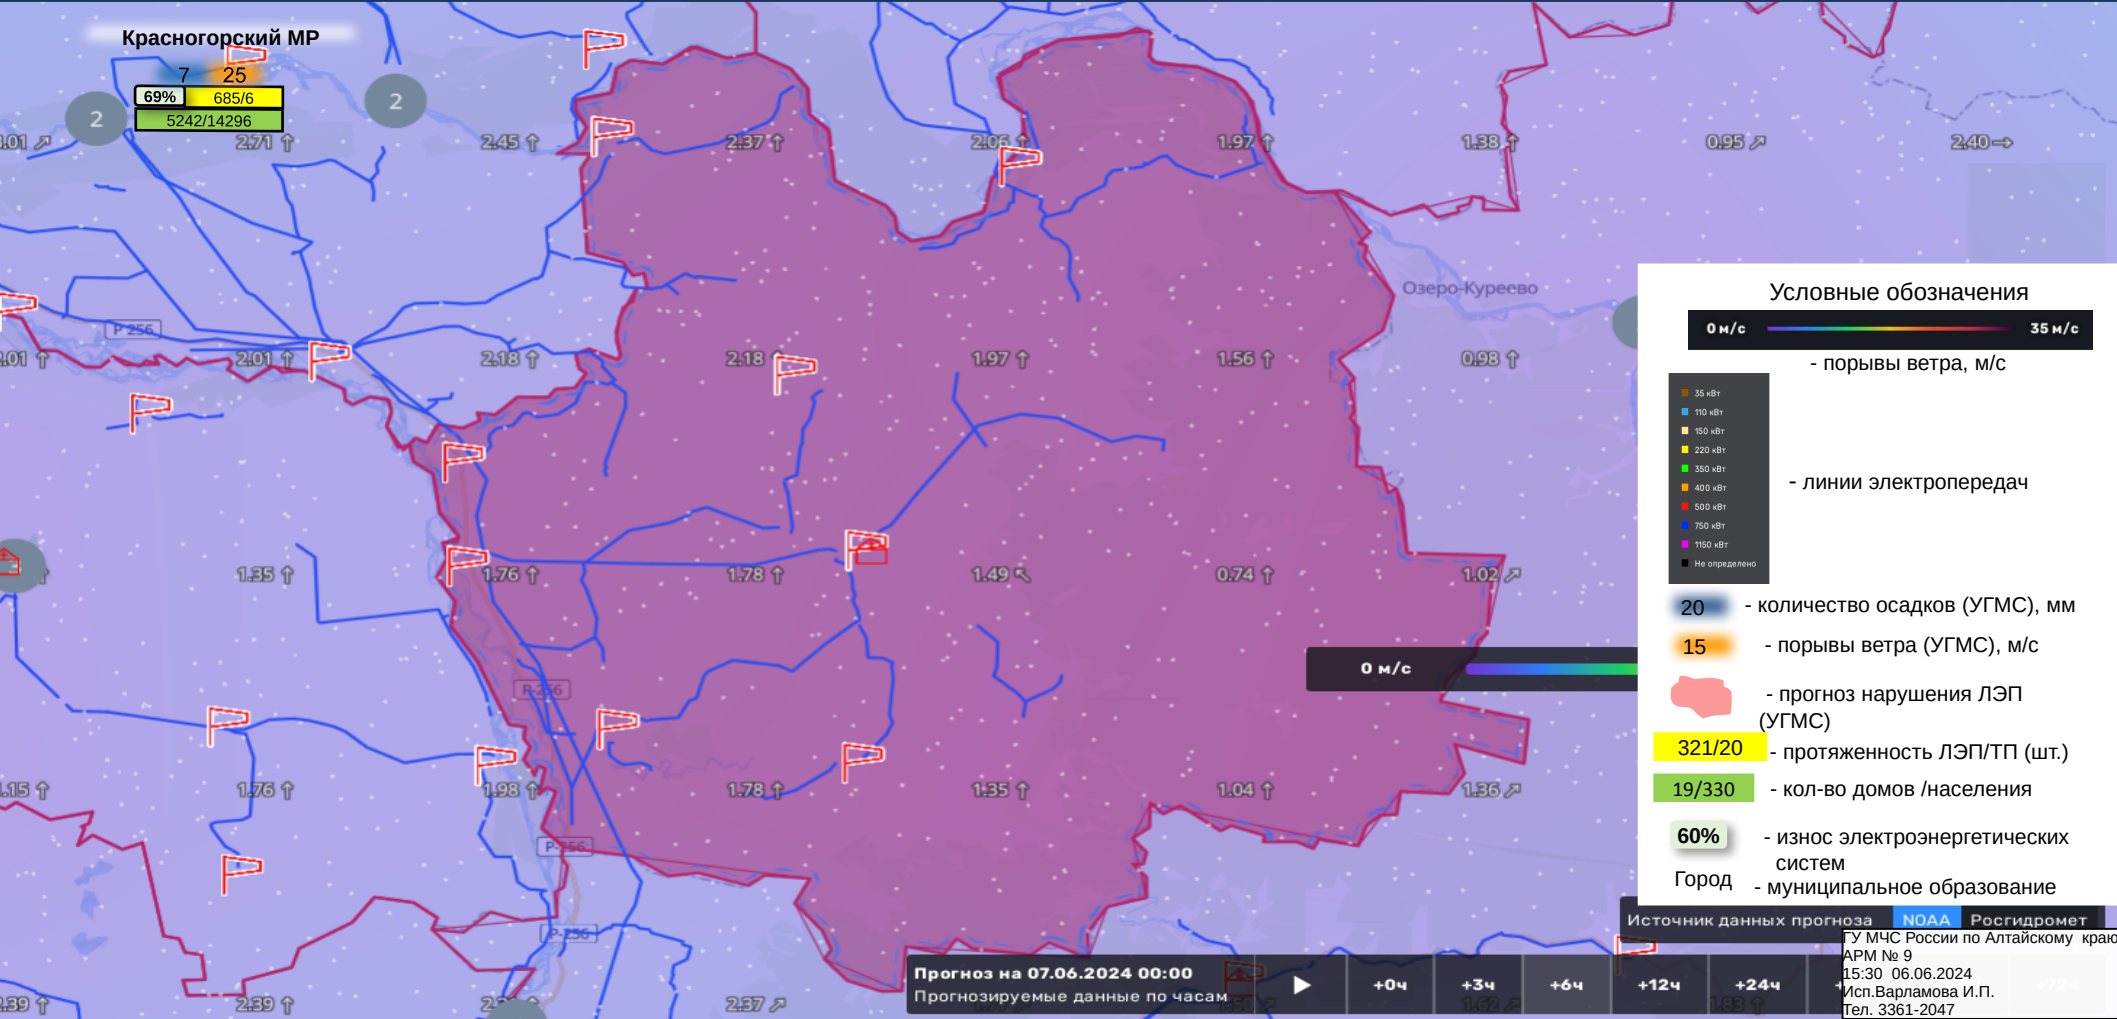 Красногорский МР
7 25
69% 685/6
5242/14296
2
2
.01 ↗ 2.71 ↑ 2.45 ↑ 2.37 ↑ 2.06 ↑ 1.97 ↑ 1.38 ↑ 0.95 ↗ 2.40 →
Озеро-Куреево
Р 256
.01 ↑ 2.01 ↑ 2.18 ↑ 2.18 1.97 ↑ 1.56 ↑ 0.98 ↑
1.35 ↑ 1.76 ↑ 1.78 ↑ 1.49 ↖ 0.74 ↑ 1.02 ↗
0 м/с
Р-256
.15 ↑ 1.76 ↑ 1.98 ↑ 1.78 ↑ 1.35 ↑ 1.04 ↑ 1.36 ↗
Р-256
Р-256
.39 ↑ 2.39 ↑ 2.37 ↗
Условные обозначения
0 м/с 35 м/с
- порывы ветра, м/с
35 кВт
110 кВт
150 кВт
220 кВт
350 кВт
400 кВт
500 кВт
750 кВт
1150 кВт
Не определено
- линии электропередач
20 - количество осадков (УГМС), мм
15 - порывы ветра (УГМС), м/с
- прогноз нарушения ЛЭП
(УГМС)
321/20 - протяженность ЛЭП/ТП (шт.)
19/330 - кол-во домов /населения
60% - износ электроэнергетических
систем
Город - муниципальное образование
Источник данных прогноза NOAA Росгидромет
Прогноз на 07.06.2024 00:00
Прогнозируемые данные по часам
+0ч +3ч +6ч +12ч +24ч
ГУ МЧС России по Алтайскому краю
АРМ № 9
15:30 06.06.2024
Исп.Варламова И.П.
Тел. 3361-2047